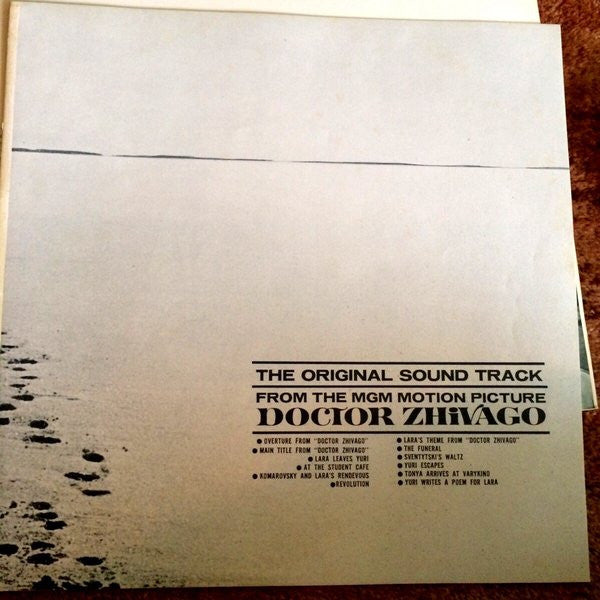 THE ORIGINAL SOUND TRACK
FROM THE MGM MOTION PICTURE
DOCTOR ZHiVAGO
● OVERTURE FROM "DOCTOR ZHIVAGO"
● MAIN TITLE FROM "DOCTOR ZHIVAGO"
● LARA LEAVES YURI
● AT THE STUDENT CAFE
● KOMAROVSKY AND LARA'S RENDEVOUS
● REVOLUTION
● LARA'S THEME FROM "DOCTOR ZHIVAGO"
● THE FUNERAL
● SVENTYTSKI'S WALTZ
● YURI ESCAPES
● TONYA ARRIVES AT VARYKINO
● YURI WRITES A POEM FOR LARA